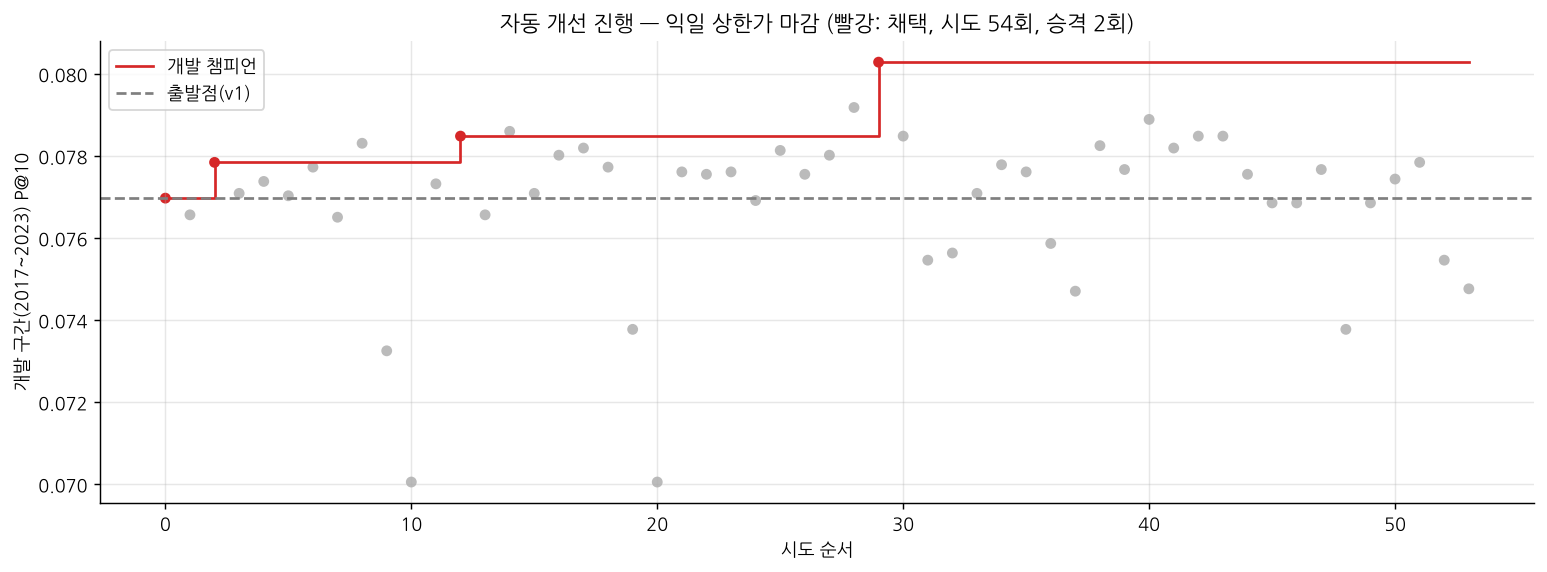 자동 개선 진행 — 익일 상한가 마감 (빨강: 채택, 시도 54회, 승격 2회)
개발 챔피언
출발점(v1)
개발 구간(2017~2023) P@10
0.080
0.078
0.076
0.074
0.072
0.070
0
10
20
30
40
50
시도 순서